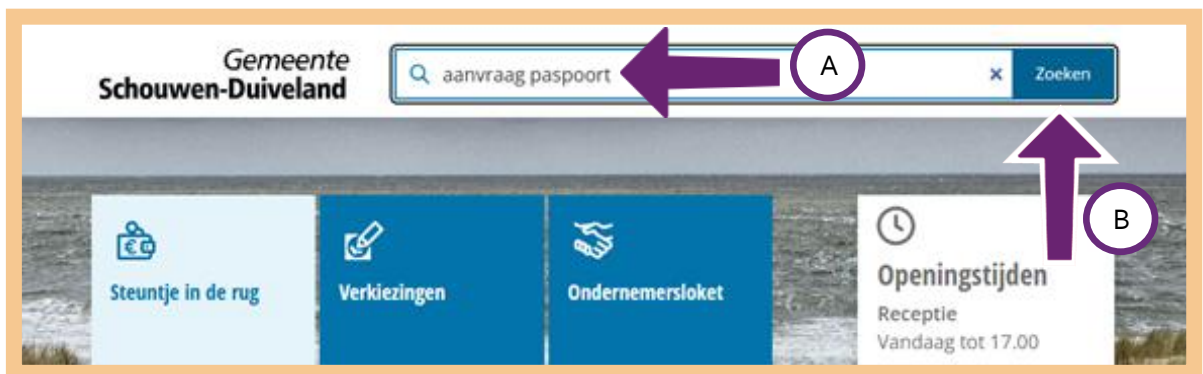 Gemeente
Schouwen-Duiveland
aanvraag paspoort
A
Zoeken
B
Steuntje in de rug
Verkiezingen
Ondernemersloket
Openingstijden
Receptie
Vandaag tot 17.00